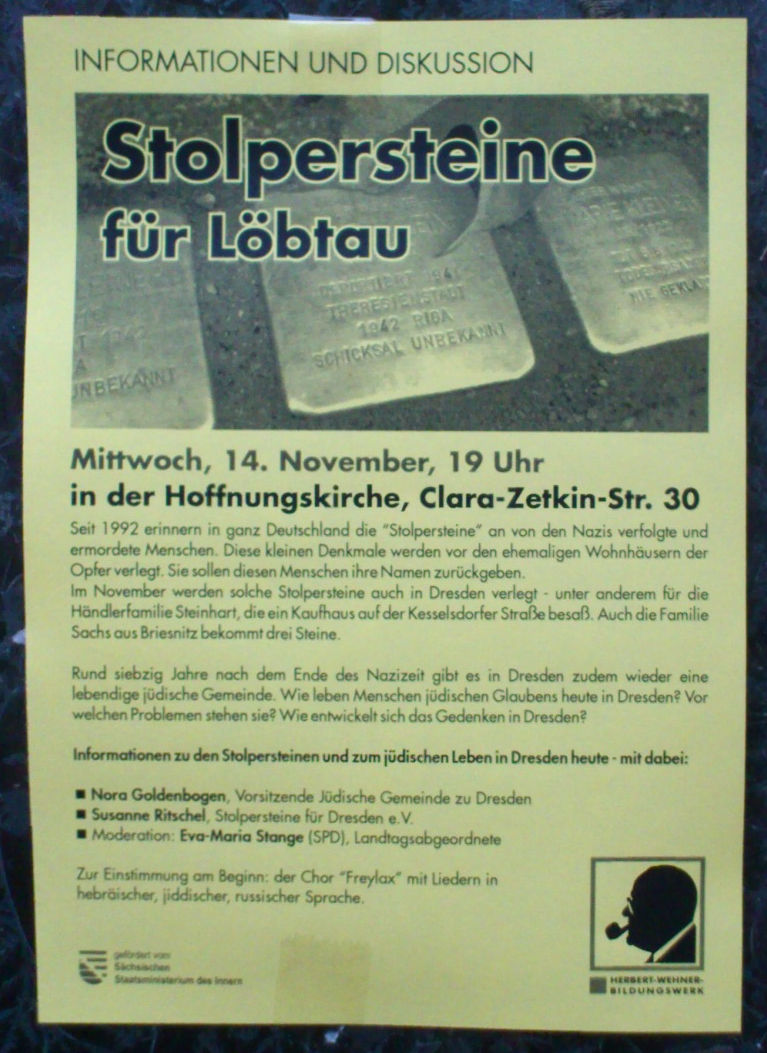 INFORMATIONEN UND DISKUSSION
Stolpersteine
für Löbtau
DEPORTIERT 1941
THERESIENSTADT
1942 RIGA
SCHICKSAL UNBEKANNT
1942
UNBEKANNT
Mittwoch, 14. November, 19 Uhr
in der Hoffnungskirche, Clara-Zetkin-Str. 30
Seit 1992 erinnern in ganz Deutschland die "Stolpersteine" an von den Nazis verfolgte und
ermordete Menschen. Diese kleinen Denkmale werden vor den ehemaligen Wohnhäusern der
Opfer verlegt. Sie sollen diesen Menschen ihre Namen zurückgeben.
Im November werden solche Stolpersteine auch in Dresden verlegt - unter anderem für die
Händlerfamilie Steinhart, die ein Kaufhaus auf der Kesselsdorfer Straße besaß. Auch die Familie
Sachs aus Briesnitz bekommt drei Steine.
Rund siebzig Jahre nach dem Ende des Nazizeit gibt es in Dresden zudem wieder eine
lebendige jüdische Gemeinde. Wie leben Menschen jüdischen Glaubens heute in Dresden? Vor
welchen Problemen stehen sie? Wie entwickelt sich das Gedenken in Dresden?
Informationen zu den Stolpersteinen und zum jüdischen Leben in Dresden heute - mit dabei:
■ Nora Goldenbogen, Vorsitzende Jüdische Gemeinde zu Dresden
■ Susanne Ritschel, Stolpersteine für Dresden e.V.
■ Moderation: Eva-Maria Stange (SPD), Landtagsabgeordnete
Zur Einstimmung am Beginn: der Chor "Freylax" mit Liedern in
hebräischer, jiddischer, russischer Sprache.
gefördert vom
Sächsischen
Staatsministerium des Innern
HERBERT-WEHNER-
BILDUNGSWERK